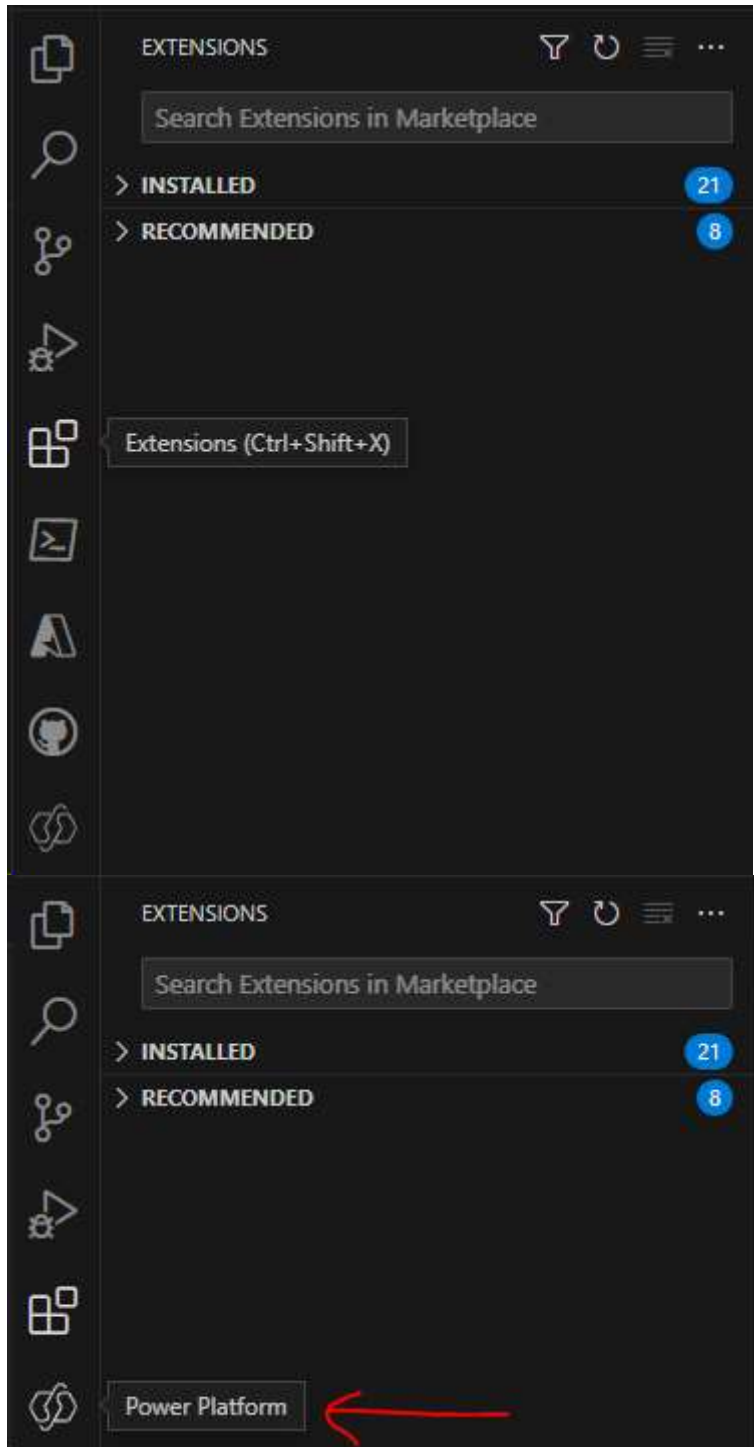 EXTENSIONS
Search Extensions in Marketplace
INSTALLED 21
RECOMMENDED 8
Extensions (Ctrl+Shift+X)
EXTENSIONS
Search Extensions in Marketplace
INSTALLED 21
RECOMMENDED 8
Power Platform